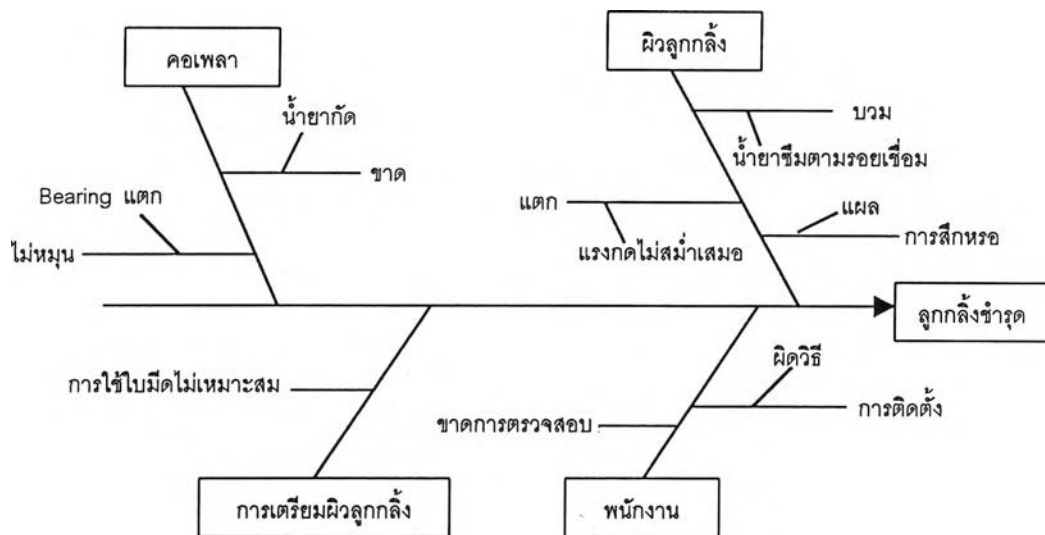 คอเพลา
ผิวลูกกลิ้ง
น้ำยากัด
บวม
ขาด
น้ำยาซึมตามรอยเชื่อม
Bearing แตก
แตก
แผล
ไม่หมุน
แรงกดไม่สม่ำเสมอ
การสึกหรอ
ลูกกลิ้งชำรุด
การใช้ใบมีดไม่เหมาะสม
ผิดวิธี
ขาดการตรวจสอบ
การติดตั้ง
การเตรียมผิวลูกกลิ้ง
พนักงาน